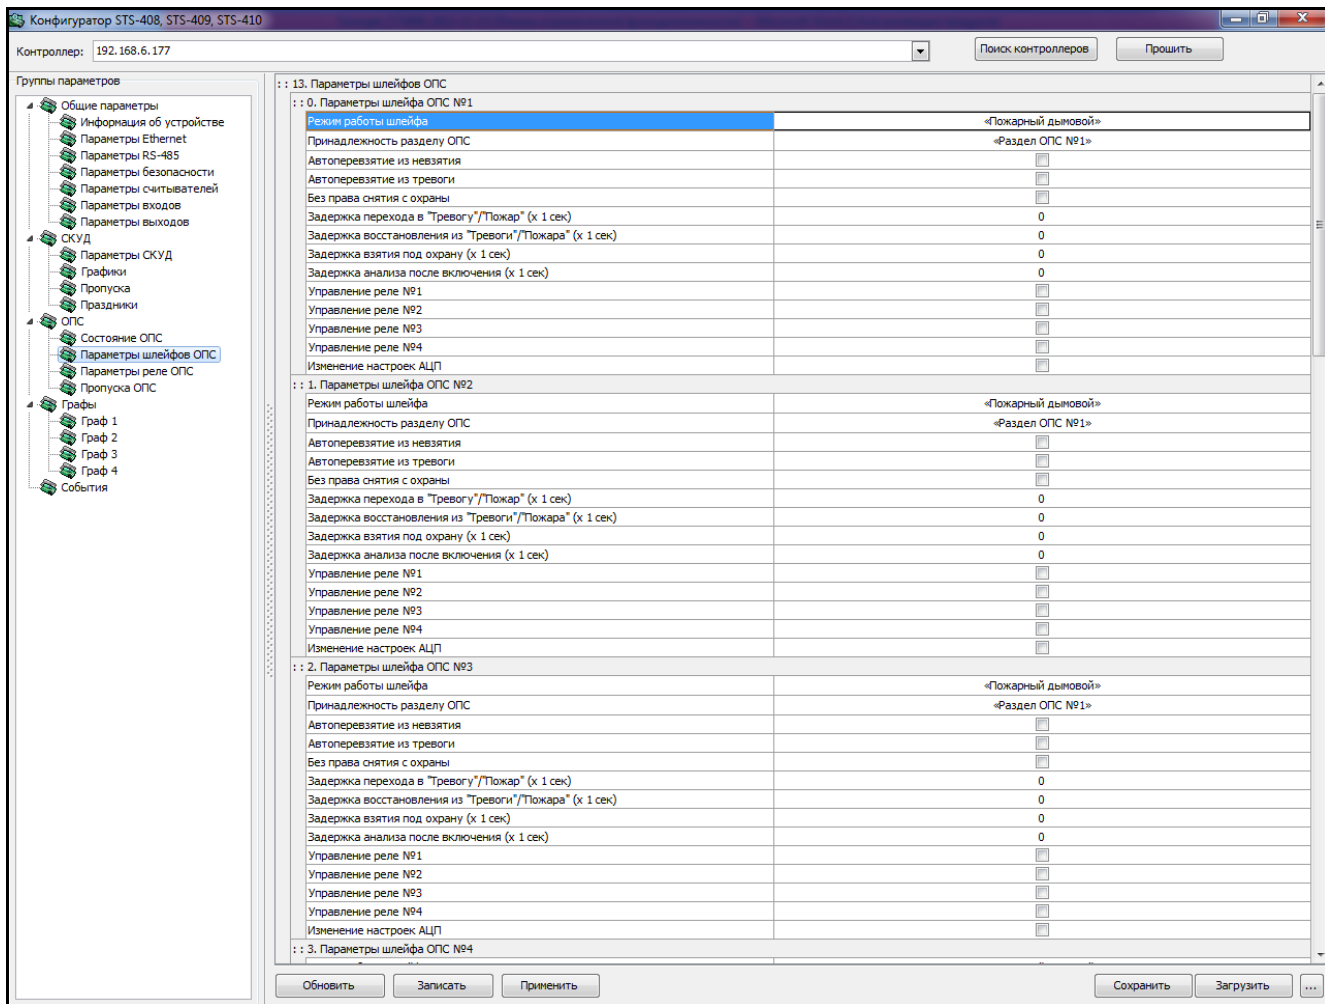 Конфигуратор STS-408, STS-409, STS-410
Контроллер: 192.168.6.177 Поиск контроллеров Прошить
Группы параметров
Общие параметры
Информация об устройстве
Параметры Ethernet
Параметры RS-485
Параметры безопасности
Параметры считывателей
Параметры входов
Параметры выходов
СКУД
Параметры СКУД
Графики
Пропуска
Праздники
ОПС
Состояние ОПС
Параметры шлейфов ОПС
Параметры реле ОПС
Пропуска ОПС
Графы
Граф 1
Граф 2
Граф 3
Граф 4
События
:: 13. Параметры шлейфов ОПС
:: 0. Параметры шлейфа ОПС №1
Режим работы шлейфа «Пожарный дымовой»
Принадлежность разделу ОПС «Раздел ОПС №1»
Автоперевзятие из невзятия
Автоперевзятие из тревоги
Без права снятия с охраны
Задержка перехода в "Тревогу"/"Пожар" (x 1 сек) 0
Задержка восстановления из "Тревоги"/"Пожара" (x 1 сек) 0
Задержка взятия под охрану (x 1 сек) 0
Задержка анализа после включения (x 1 сек) 0
Управление реле №1
Управление реле №2
Управление реле №3
Управление реле №4
Изменение настроек АЦП
:: 1. Параметры шлейфа ОПС №2
Режим работы шлейфа «Пожарный дымовой»
Принадлежность разделу ОПС «Раздел ОПС №1»
Автоперевзятие из невзятия
Автоперевзятие из тревоги
Без права снятия с охраны
Задержка перехода в "Тревогу"/"Пожар" (x 1 сек) 0
Задержка восстановления из "Тревоги"/"Пожара" (x 1 сек) 0
Задержка взятия под охрану (x 1 сек) 0
Задержка анализа после включения (x 1 сек) 0
Управление реле №1
Управление реле №2
Управление реле №3
Управление реле №4
Изменение настроек АЦП
:: 2. Параметры шлейфа ОПС №3
Режим работы шлейфа «Пожарный дымовой»
Принадлежность разделу ОПС «Раздел ОПС №1»
Автоперевзятие из невзятия
Автоперевзятие из тревоги
Без права снятия с охраны
Задержка перехода в "Тревогу"/"Пожар" (x 1 сек) 0
Задержка восстановления из "Тревоги"/"Пожара" (x 1 сек) 0
Задержка взятия под охрану (x 1 сек) 0
Задержка анализа после включения (x 1 сек) 0
Управление реле №1
Управление реле №2
Управление реле №3
Управление реле №4
Изменение настроек АЦП
:: 3. Параметры шлейфа ОПС №4
Обновить Записать Применить Сохранить Загрузить ...